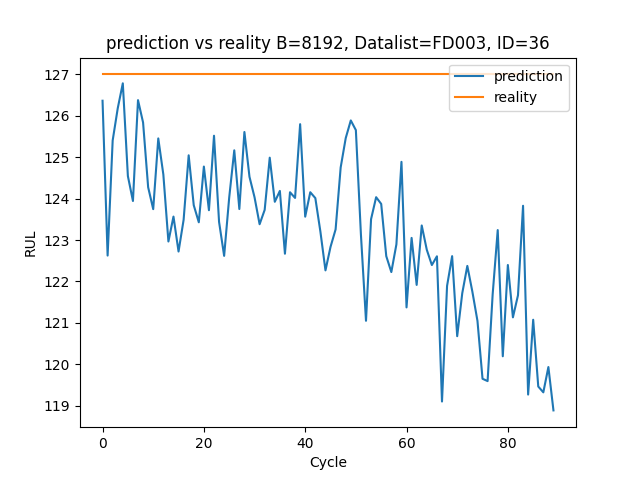 prediction vs reality B=8192, Datalist=FD003, ID=36
127
126
125
124
123
122
121
120
119
RUL
prediction
reality
0 20 40 60 80
Cycle